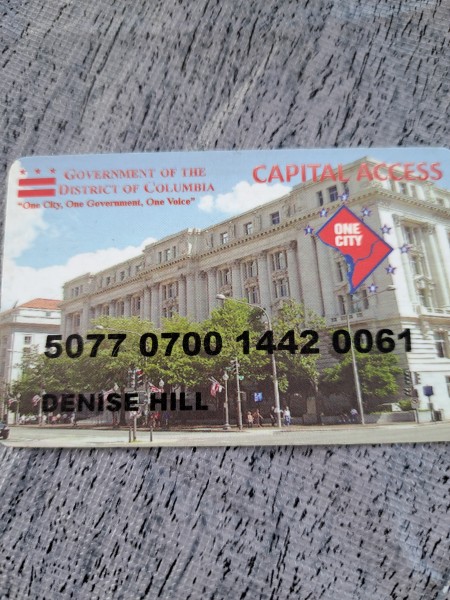 GOVERNMENT OF THE
DISTRICT OF COLUMBIA
"One City, One Government, One Voice"
CAPITAL ACCESS
ONE
CITY
5077 0700 1442 0061
DENISE HILL